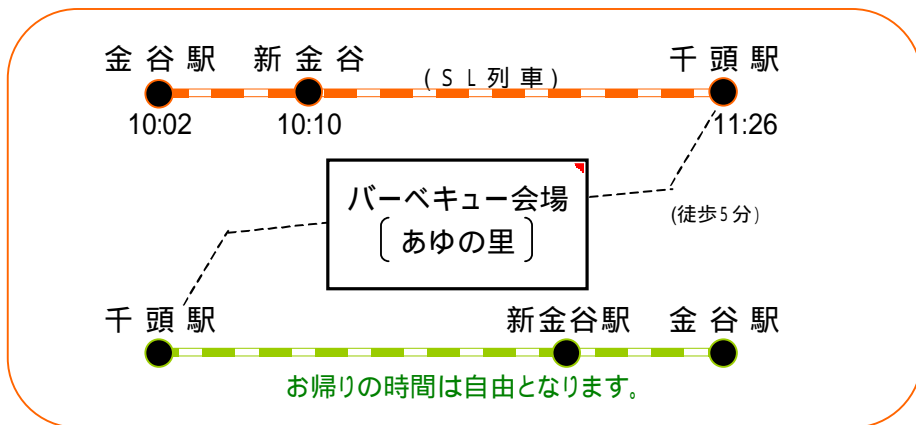 金谷駅 新金谷 (SL列車) 千頭駅
10:02 10:10 11:26
バーベキュー会場
〔あゆの里〕
(徒歩5分)
千頭駅 新金谷駅 金谷駅
お帰りの時間は自由となります。